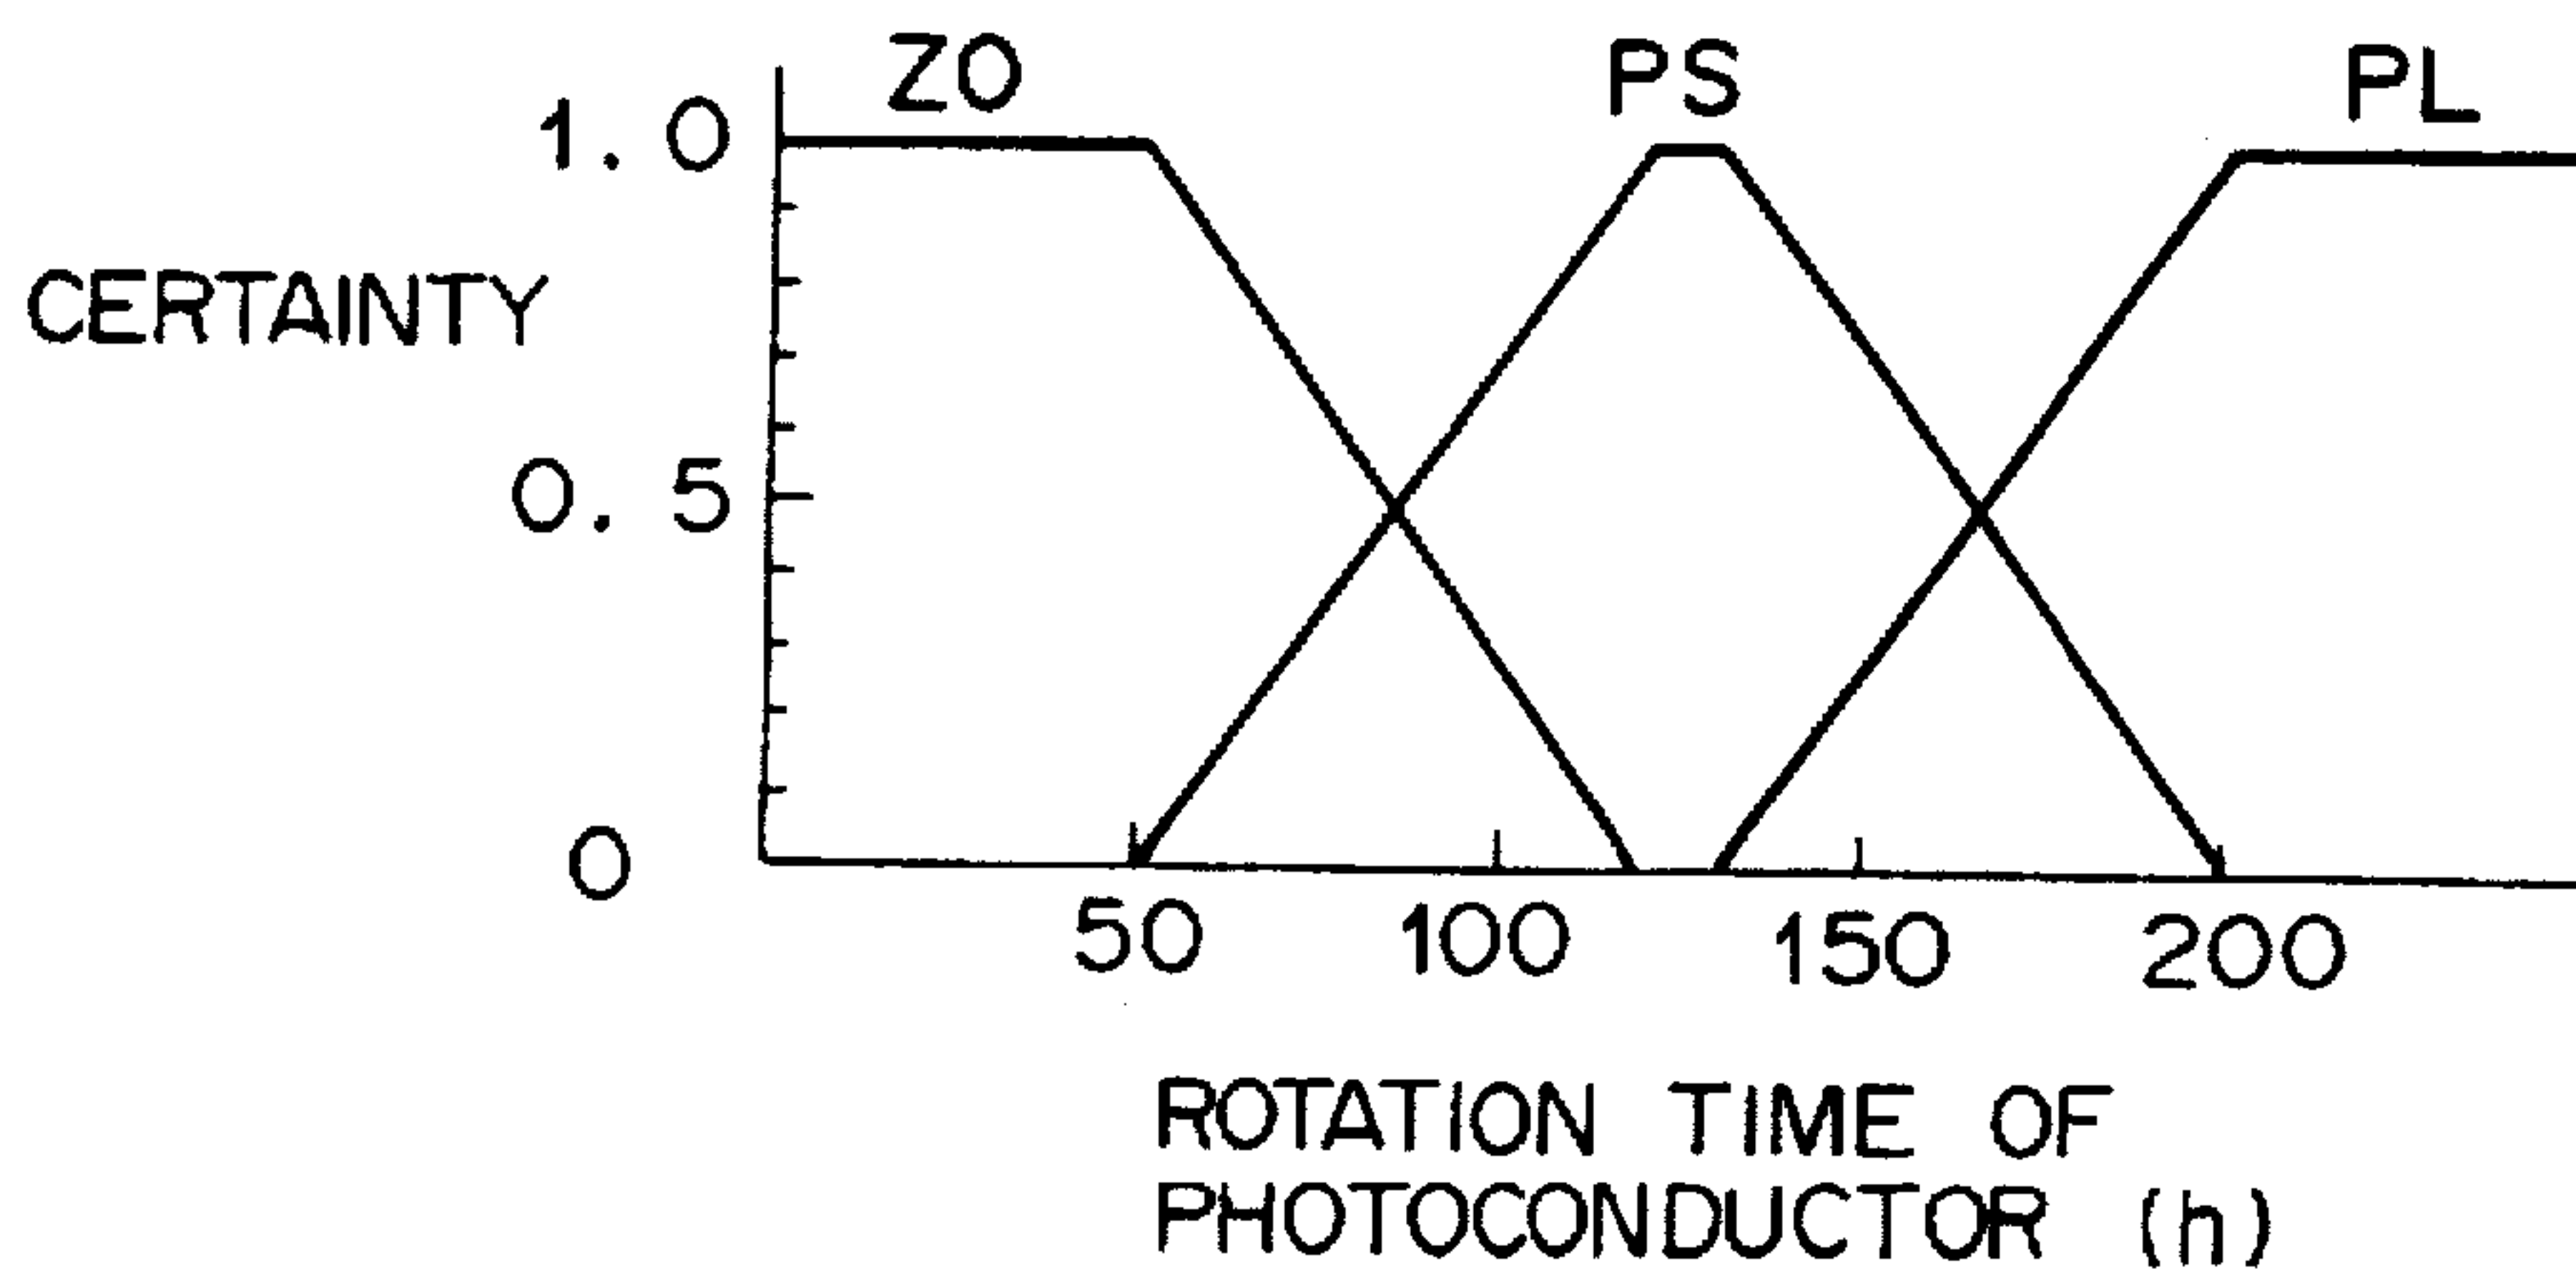 ZO PS PL
1.0
CERTAINTY
0.5
0
50 100 150 200
ROTATION TIME OF
PHOTOCONDUCTOR (h)